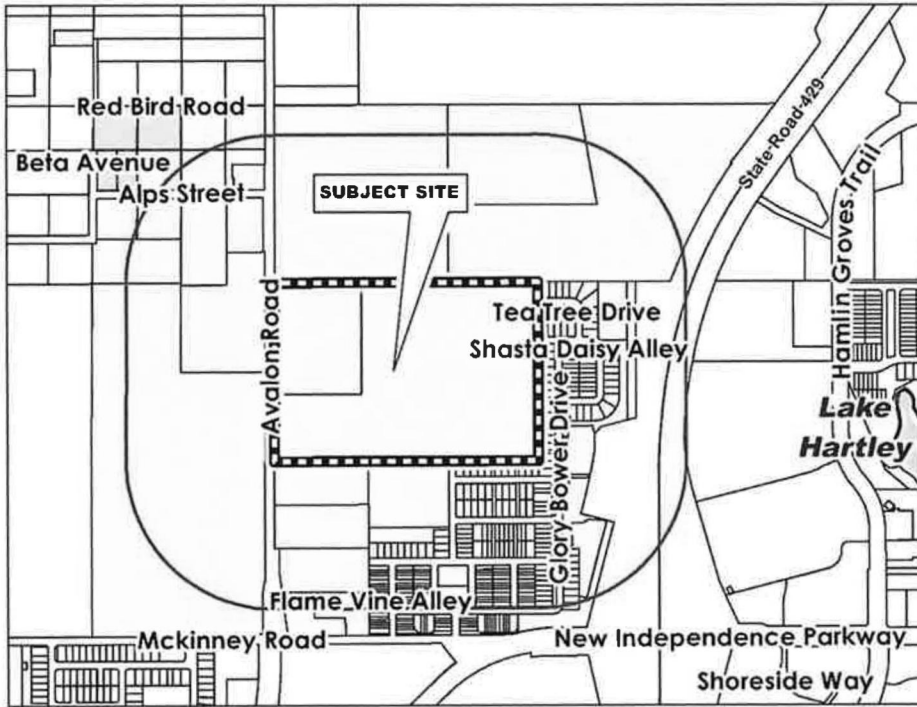 Red Bird Road
Beta Avenue
Alps Street
SUBJECT SITE
State Road 429
Hamlin Groves Trail
Avalon Road
Tea Tree Drive
Shasta Daisy Alley
Glory Bower Drive
Lake
Hartley
Flame Vine Alley
Mckinney Road
New Independence Parkway
Shoreside Way